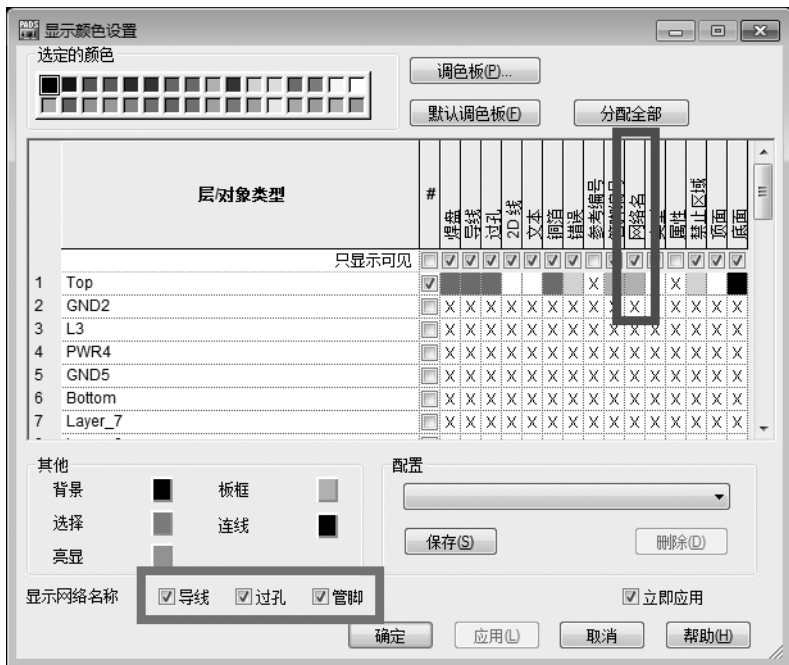 PADS 显示颜色设置
选定的颜色
调色板(P)...
默认调色板(F)
分配全部
层/对象类型
#
焊盘
导线
过孔
2D线
文本
铜箔
错误
参考编号
网络名
属性
禁止区域
顶面
底面
只显示可见
1 Top X X
2 GND2 X X X X X X X X X X X X X
3 L3 X X X X X X X X X X X X X X X
4 PWR4 X X X X X X X X X X X X X X X
5 GND5 X X X X X X X X X X X X X X X
6 Bottom X X X X X X X X X X X X X X X
7 Layer_7 X X X X X X X X X X X X X X X
其他
配置
背景
板框
选择
连线
亮显
保存(S)
删除(D)
显示网络名称
导线
过孔
管脚
立即应用
确定
应用(L)
取消
帮助(H)